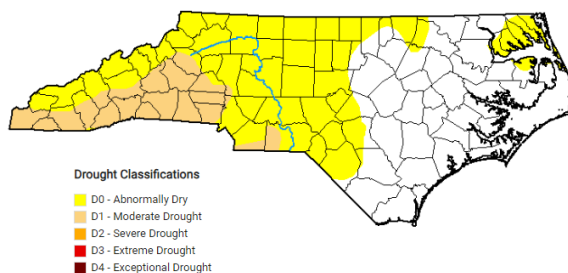 Drought Classifications
D0 - Abnormally Dry
D1 - Moderate Drought
D2 - Severe Drought
D3 - Extreme Drought
D4 - Exceptional Drought